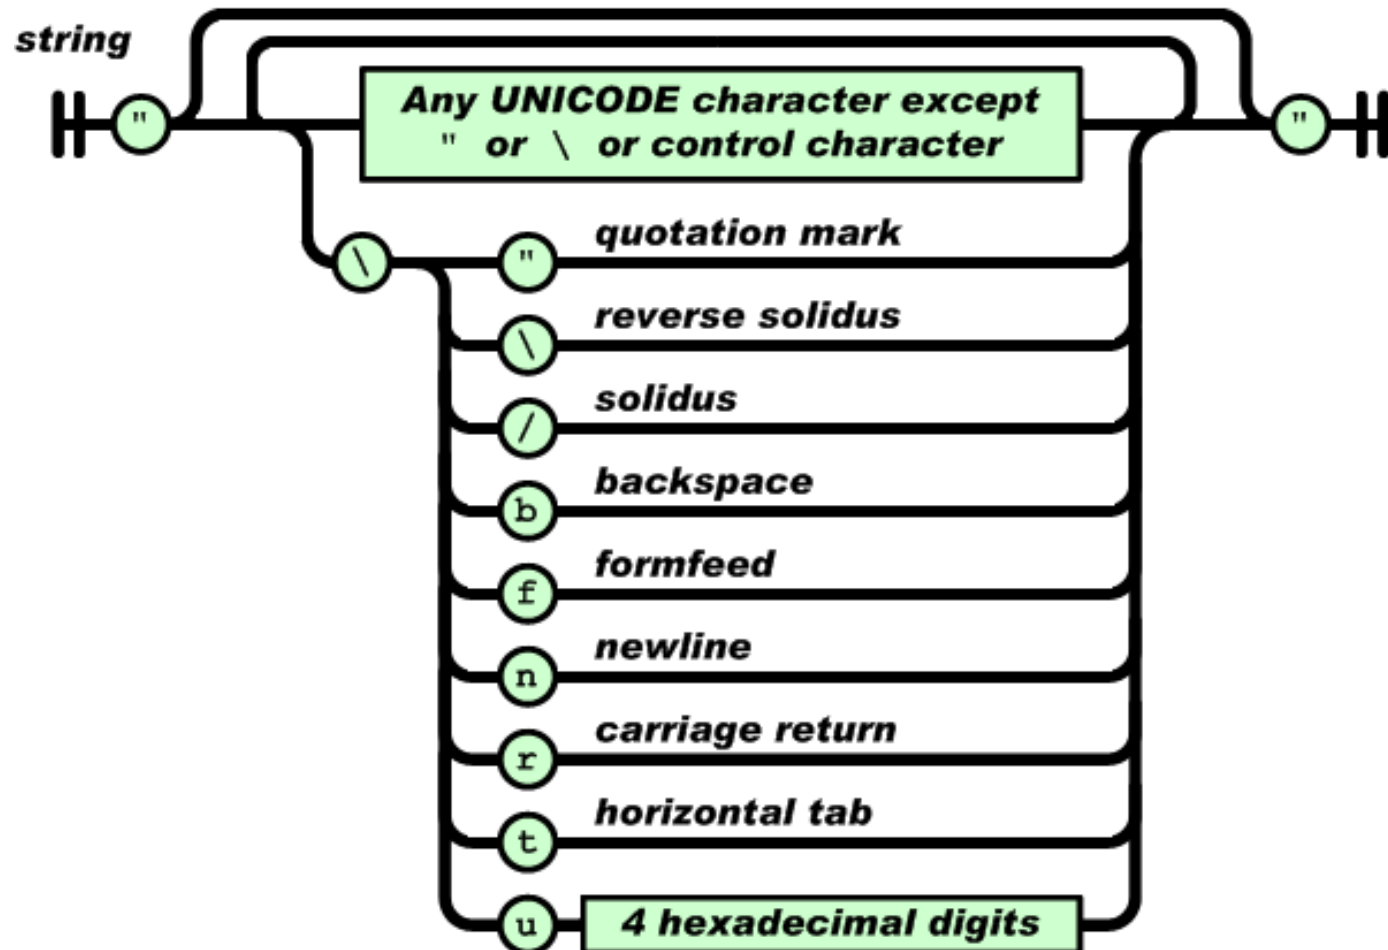 string
"
Any UNICODE character except
" or \ or control character
"
\
" quotation mark
\ reverse solidus
/ solidus
b backspace
f formfeed
n newline
r carriage return
t horizontal tab
u 4 hexadecimal digits